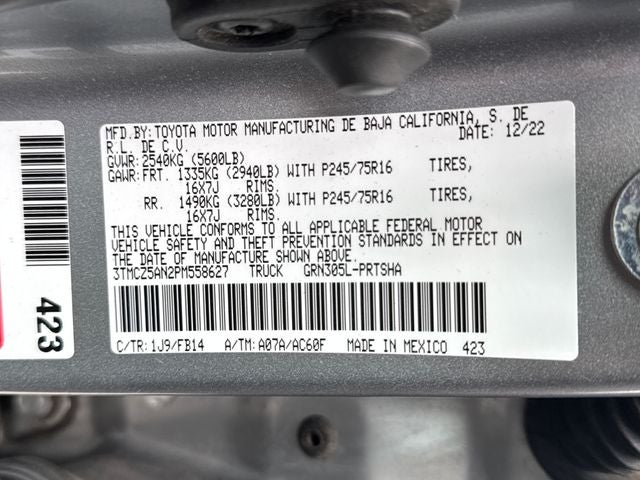 MFD.BY:TOYOTA MOTOR MANUFACTURING DE BAJA CALIFORNIA, S. DE
R.L. DE C.V. DATE: 12/22
GVWR:2540KG (5600LB)
GAWR:FRT. 1335KG (2940LB) WITH P245/75R16 TIRES,
16X7J RIMS.
RR. 1490KG (3280LB) WITH P245/75R16 TIRES,
16X7J RIMS.
THIS VEHICLE CONFORMS TO ALL APPLICABLE FEDERAL MOTOR
VEHICLE SAFETY AND THEFT PREVENTION STANDARDS IN EFFECT ON
THE DATE OF MANUFACTURE SHOWN ABOVE.
3TMCZ5AN2PM558627 TRUCK GRN305L-PRTSHA
C/TR:1J9/FB14 A/TM:A07A/AC60F MADE IN MEXICO 423
423